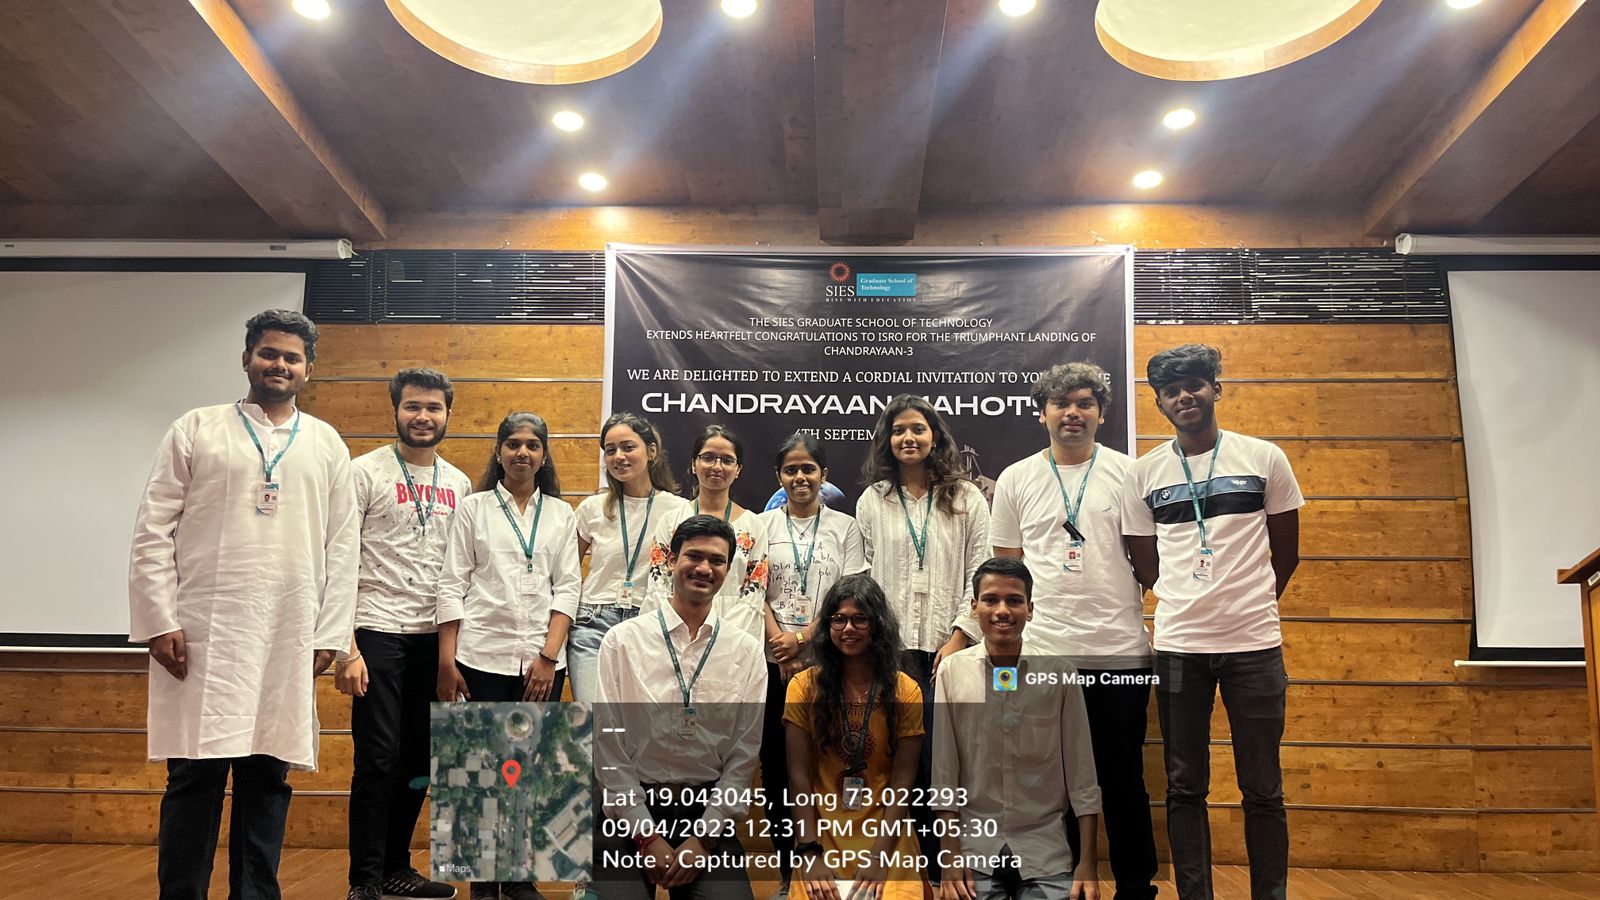 SIES
Graduate School of
Technology
RISE WITH EDUCATION
THE SIES GRADUATE SCHOOL OF TECHNOLOGY
EXTENDS HEARTFELT CONGRATULATIONS TO ISRO FOR THE TRIUMPHANT LANDING OF
CHANDRAYAAN-3
WE ARE DELIGHTED TO EXTEND A CORDIAL INVITATION TO
CHANDRAYAAN
4TH
BEYOND
bla
bla
GPS Map Camera
--
--
Lat 19.043045, Long 73.022293
09/04/2023 12:31 PM GMT+05:30
Note : Captured by GPS Map Camera
Maps